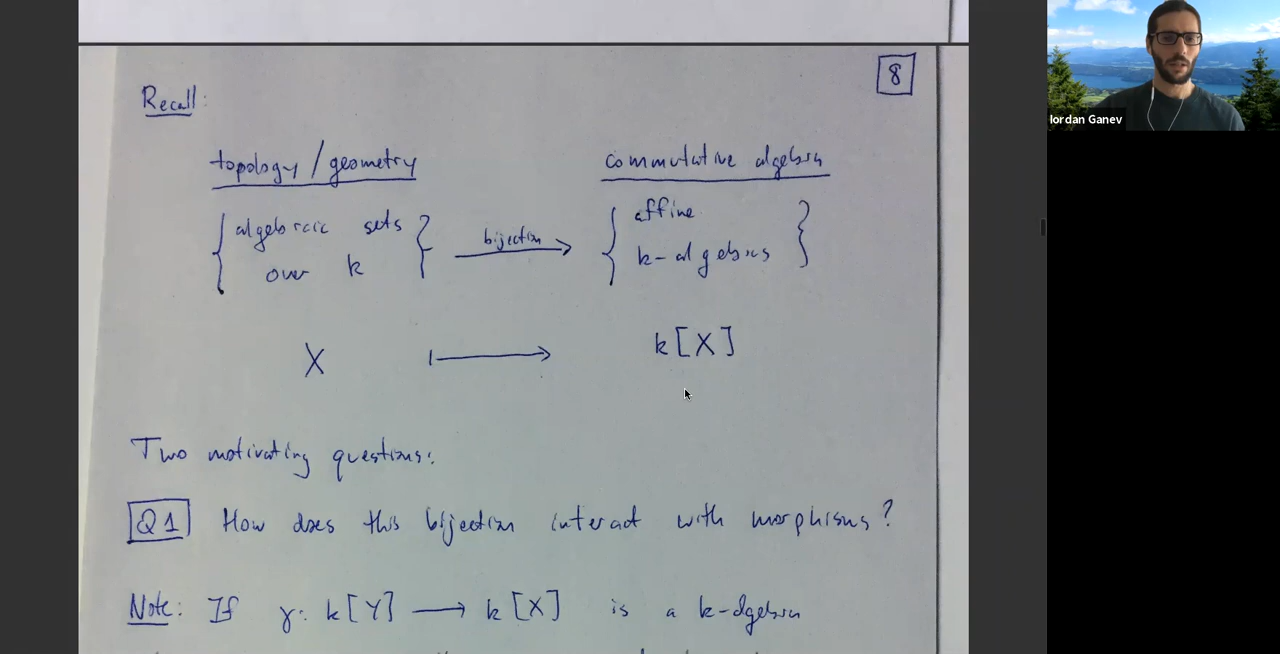 8
Recall:
topology/geometry commutative algebra
{ algebraic sets over k } bijection → { affine k-algebras }
X ⟼ k[X]
Two motivating questions:
Q1 How does this bijection interact with morphisms?
Note: If γ: k[Y] → k[X] is a k-algebra
Iordan Ganev